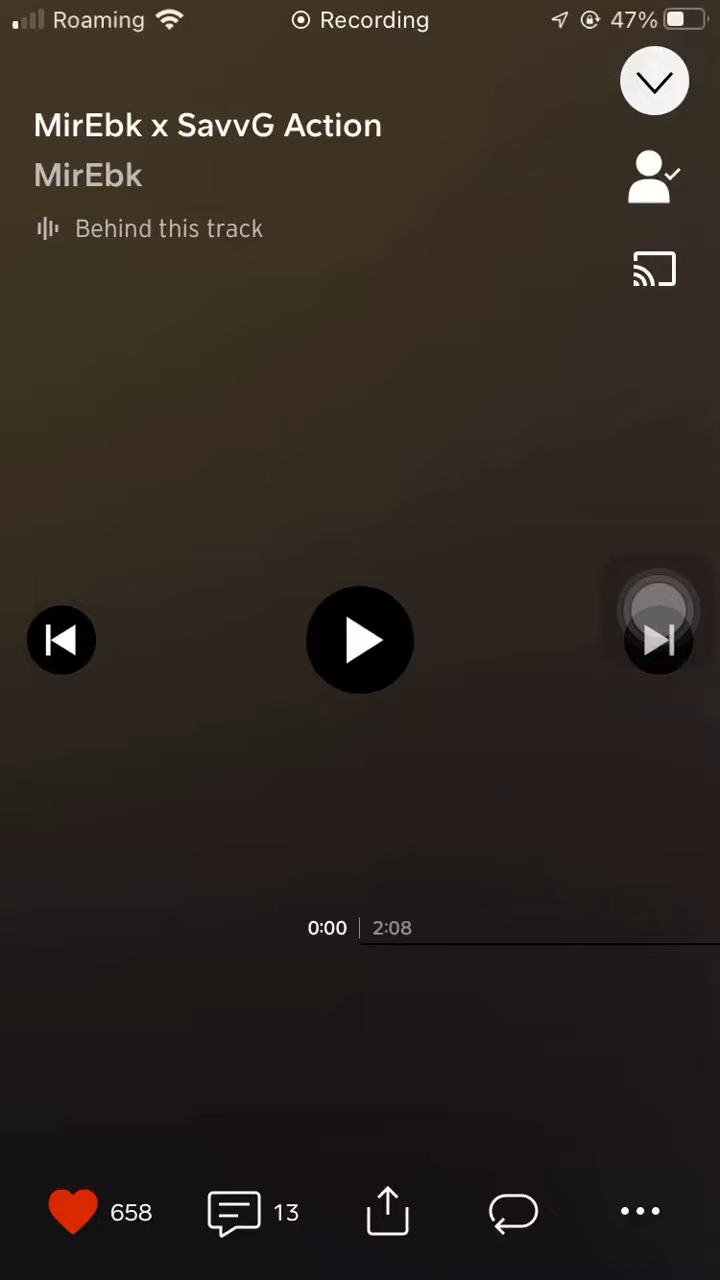 Roaming Recording 47%
MirEbk x SavvG Action
MirEbk
Behind this track
0:00 2:08
658 13